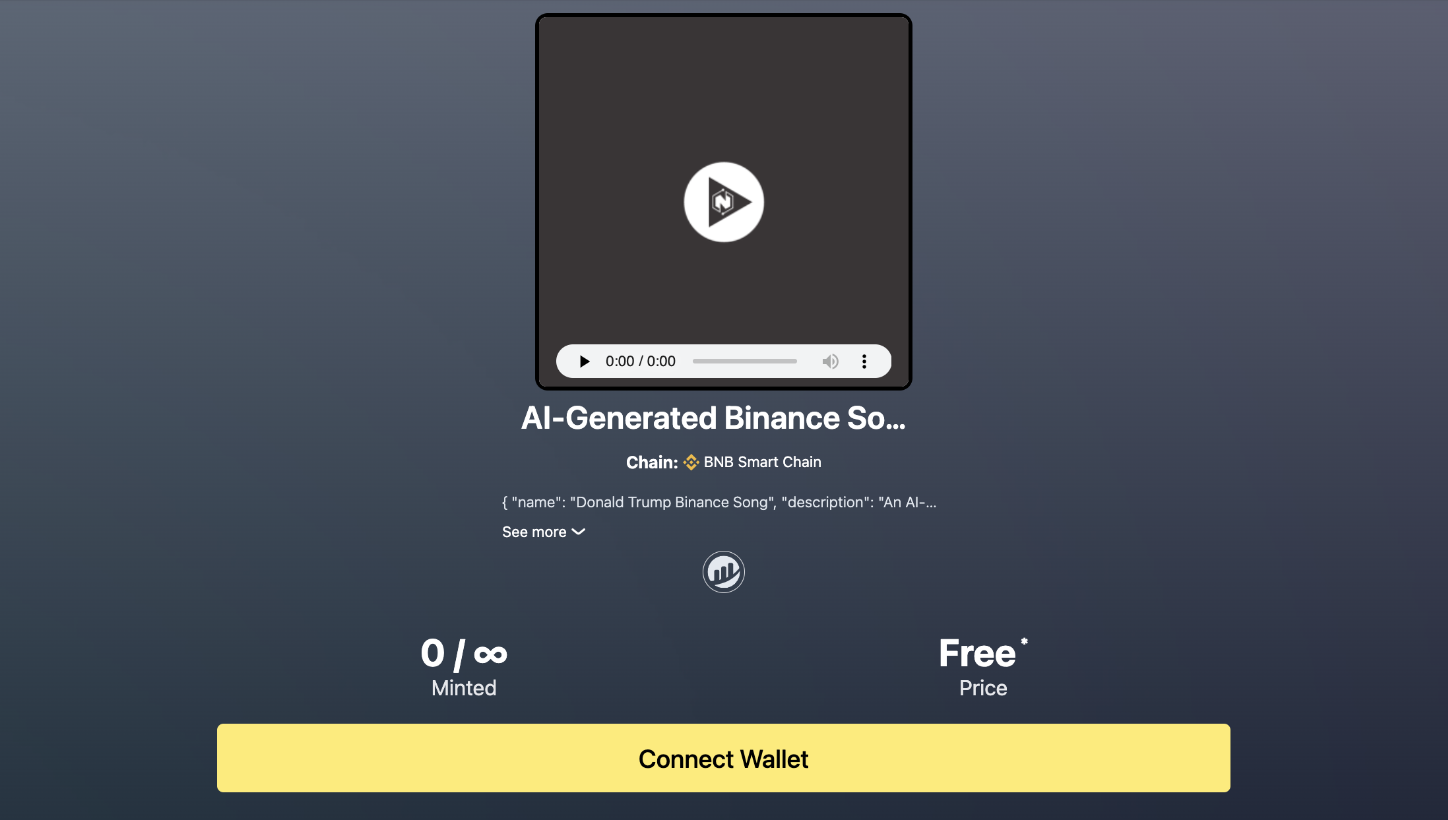 N
0:00 / 0:00
AI-Generated Binance So...
Chain: BNB Smart Chain
{ "name": "Donald Trump Binance Song", "description": "An AI-...
See more
0 / ∞
Minted
Free*
Price
Connect Wallet